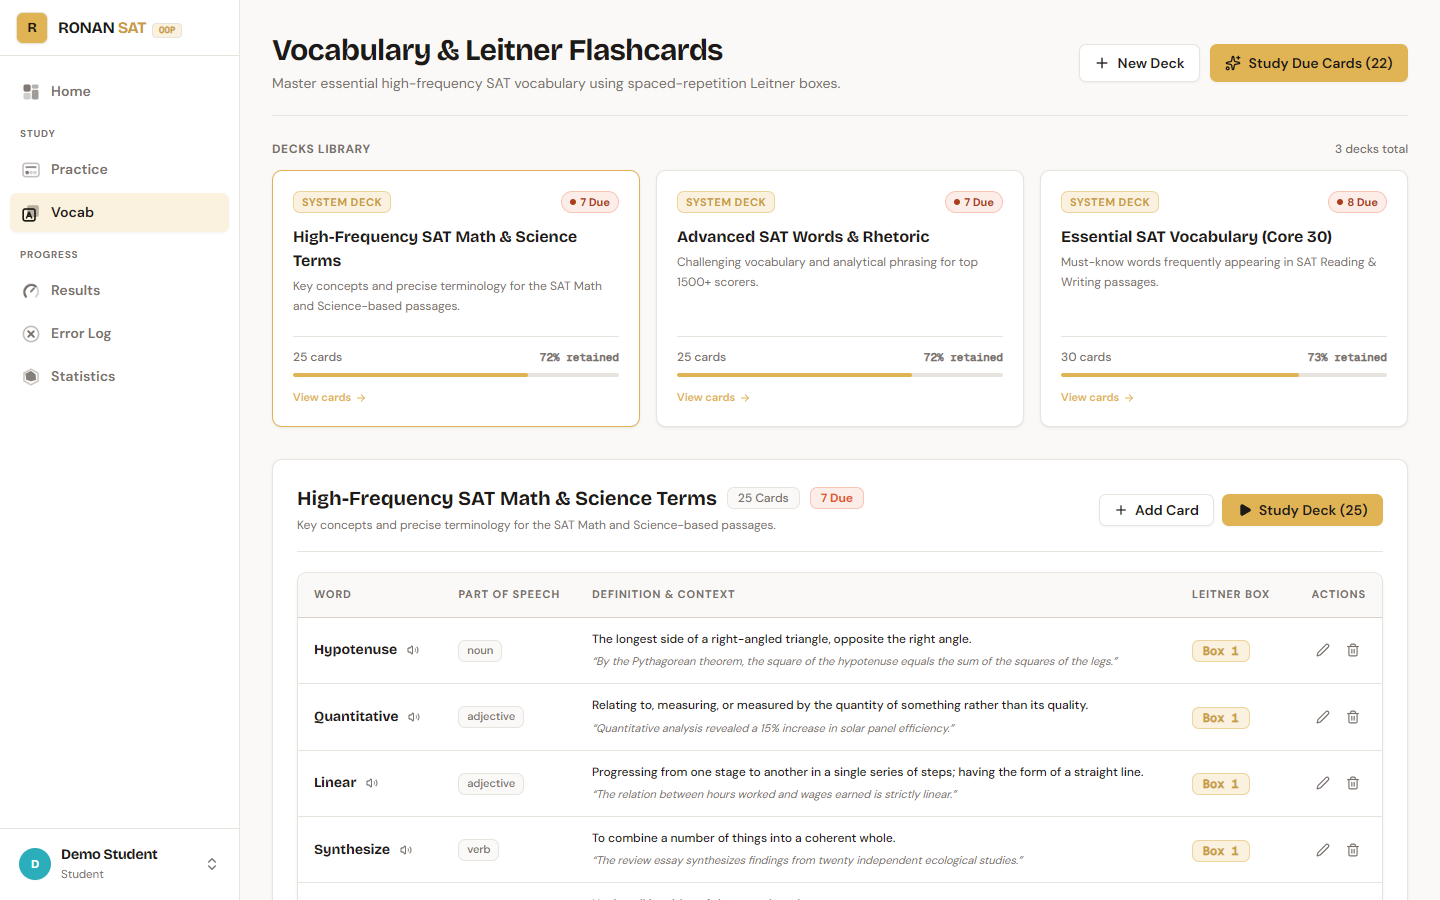 R RONAN SAT OOP
Home
STUDY
Practice
Vocab
PROGRESS
Results
Error Log
Statistics
D Demo Student
Student
Vocabulary & Leitner Flashcards
Master essential high-frequency SAT vocabulary using spaced-repetition Leitner boxes.
New Deck
Study Due Cards (22)
DECKS LIBRARY
3 decks total
SYSTEM DECK
7 Due
High-Frequency SAT Math & Science
Terms
Key concepts and precise terminology for the SAT Math
and Science-based passages.
25 cards
72% retained
View cards →
SYSTEM DECK
7 Due
Advanced SAT Words & Rhetoric
Challenging vocabulary and analytical phrasing for top
1500+ scorers.
25 cards
72% retained
View cards →
SYSTEM DECK
8 Due
Essential SAT Vocabulary (Core 30)
Must-know words frequently appearing in SAT Reading &
Writing passages.
30 cards
73% retained
View cards →
High-Frequency SAT Math & Science Terms
25 Cards
7 Due
Key concepts and precise terminology for the SAT Math and Science-based passages.
Add Card
Study Deck (25)
WORD PART OF SPEECH DEFINITION & CONTEXT LEITNER BOX ACTIONS
Hypotenuse
noun
The longest side of a right-angled triangle, opposite the right angle.
“By the Pythagorean theorem, the square of the hypotenuse equals the sum of the squares of the legs.”
Box 1
Quantitative
adjective
Relating to, measuring, or measured by the quantity of something rather than its quality.
“Quantitative analysis revealed a 15% increase in solar panel efficiency.”
Box 1
Linear
adjective
Progressing from one stage to another in a single series of steps; having the form of a straight line.
“The relation between hours worked and wages earned is strictly linear.”
Box 1
Synthesize
verb
To combine a number of things into a coherent whole.
“The review essay synthesizes findings from twenty independent ecological studies.”
Box 1